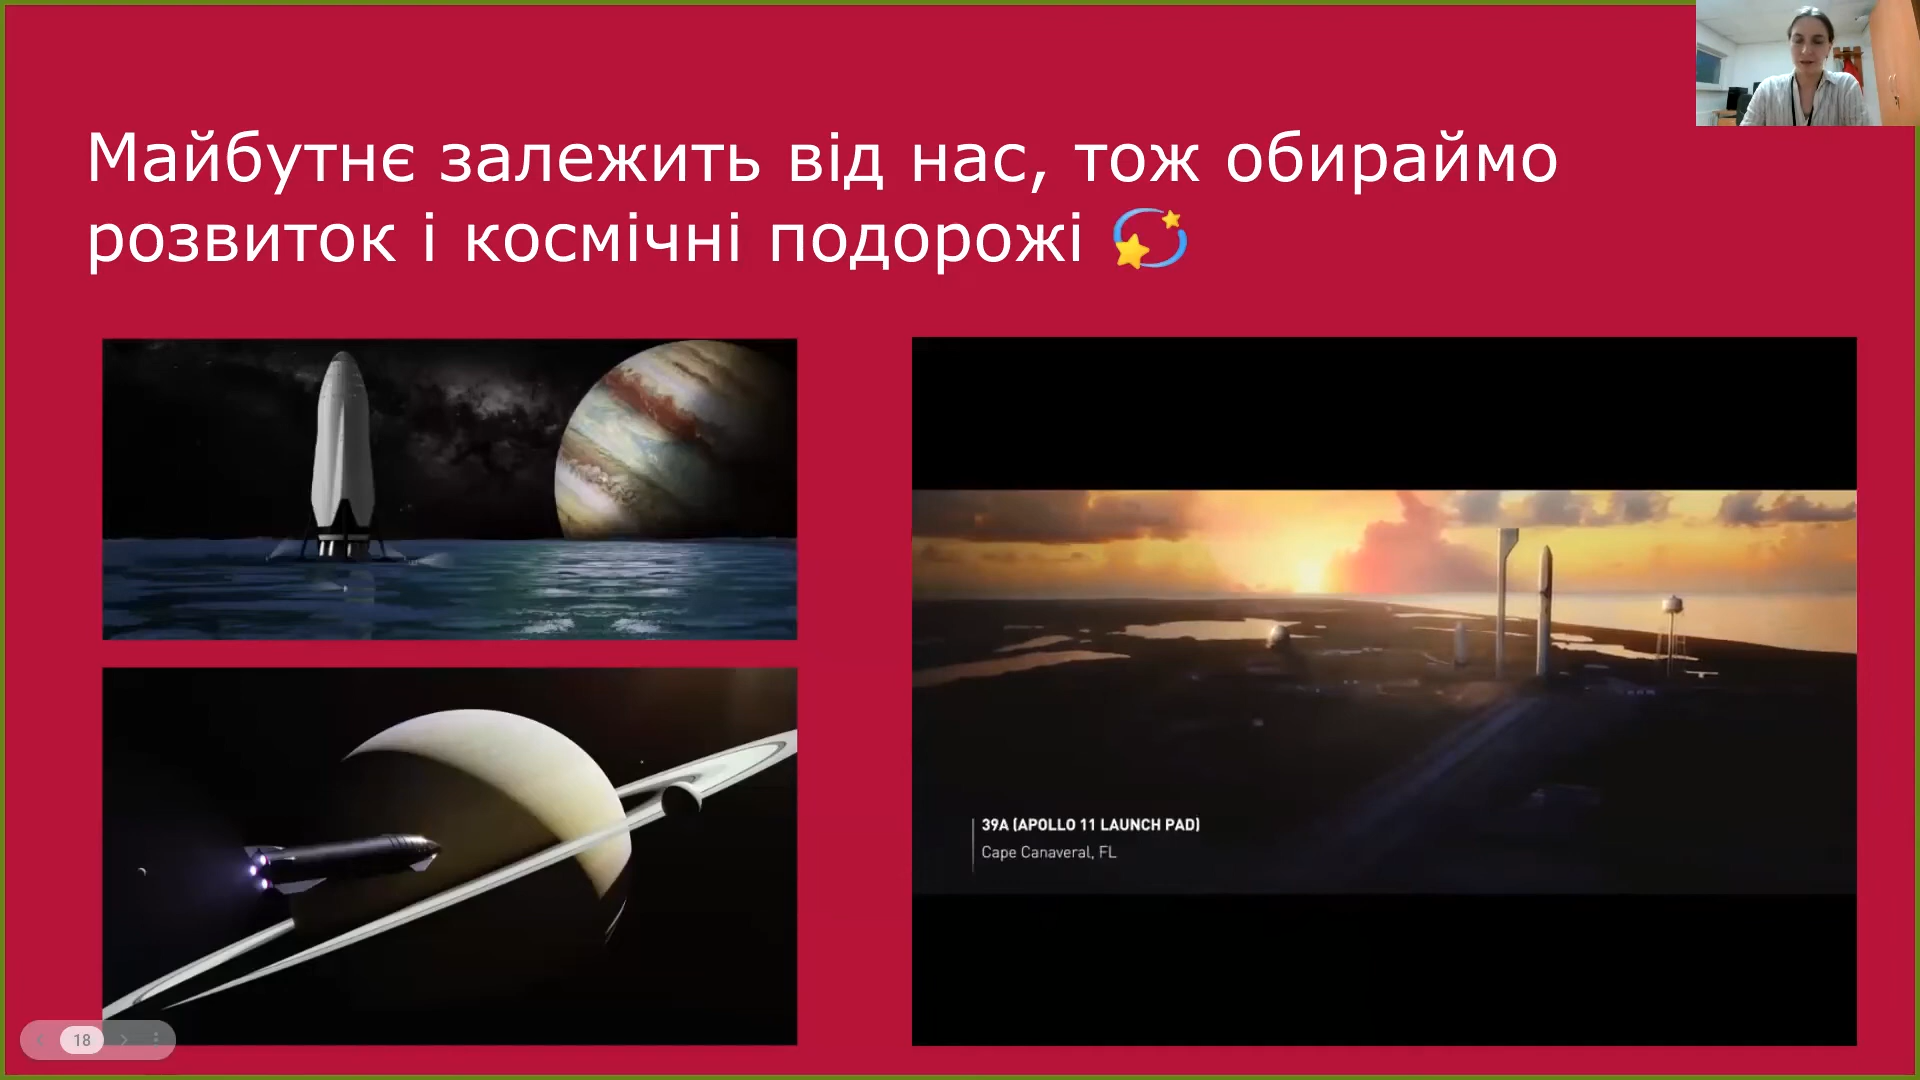 Майбутнє залежить від нас, тож обираймо
розвиток і космічні подорожі 💫
39A (APOLLO 11 LAUNCH PAD)
Cape Canaveral, FL
18